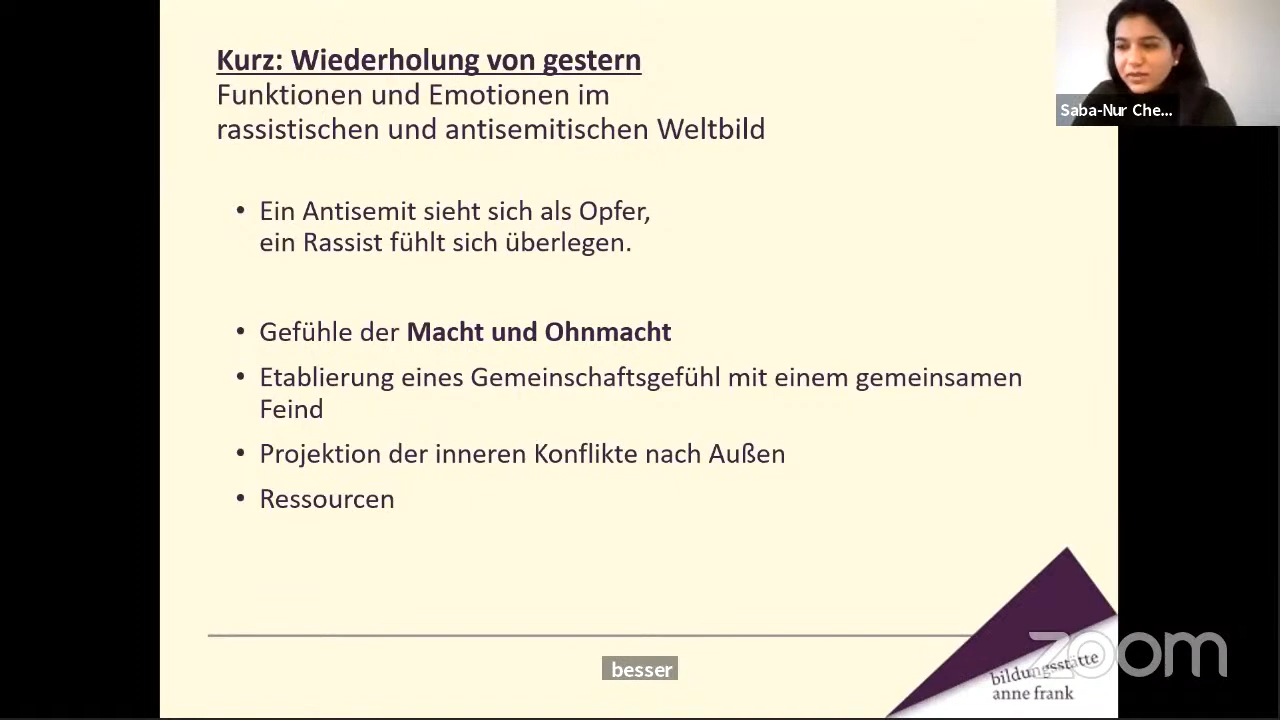 Kurz: Wiederholung von gestern
Funktionen und Emotionen im
rassistischen und antisemitischen Weltbild
Saba-Nur Che...
• Ein Antisemit sieht sich als Opfer,
ein Rassist fühlt sich überlegen.
• Gefühle der Macht und Ohnmacht
• Etablierung eines Gemeinschaftsgefühl mit einem gemeinsamen
Feind
• Projektion der inneren Konflikte nach Außen
• Ressourcen
besser
zoom
bildungsstätte
anne frank